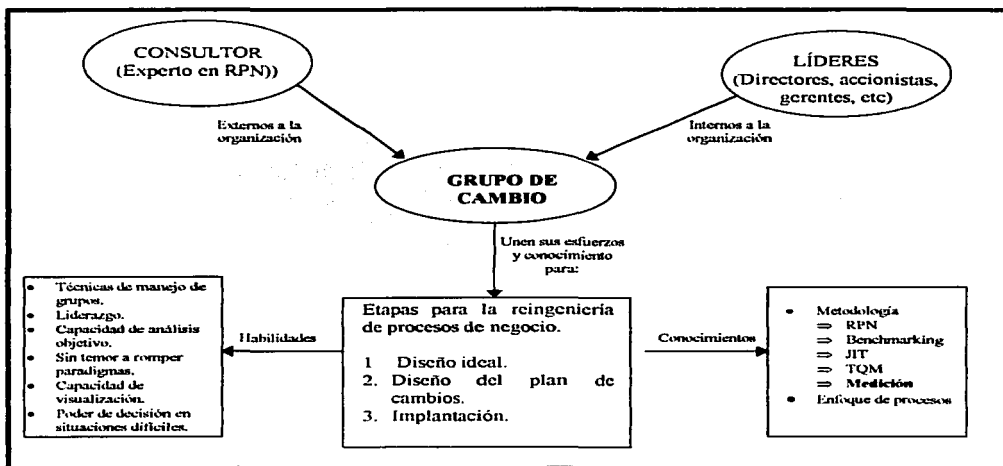 CONSULTOR
(Experto en RPN))
LÍDERES
(Directores, accionistas,
gerentes, etc)
Externos a la
organización
Internos a la
organización
GRUPO DE
CAMBIO
Unen sus esfuerzos
y conocimiento
para:
• Técnicas de manejo de
grupos.
• Liderazgo.
• Capacidad de análisis
objetivo.
• Sin temor a romper
paradigmas.
• Capacidad de
visualización.
• Poder de decisión en
situaciones difíciles.
Habilidades
Etapas para la reingeniería
de procesos de negocio.
1 Diseño ideal.
2. Diseño del plan de
cambios.
3. Implantación.
Conocimientos
• Metodología
⇒ RPN
⇒ Benchmarking
⇒ JIT
⇒ TQM
⇒ Medición
• Enfoque de procesos